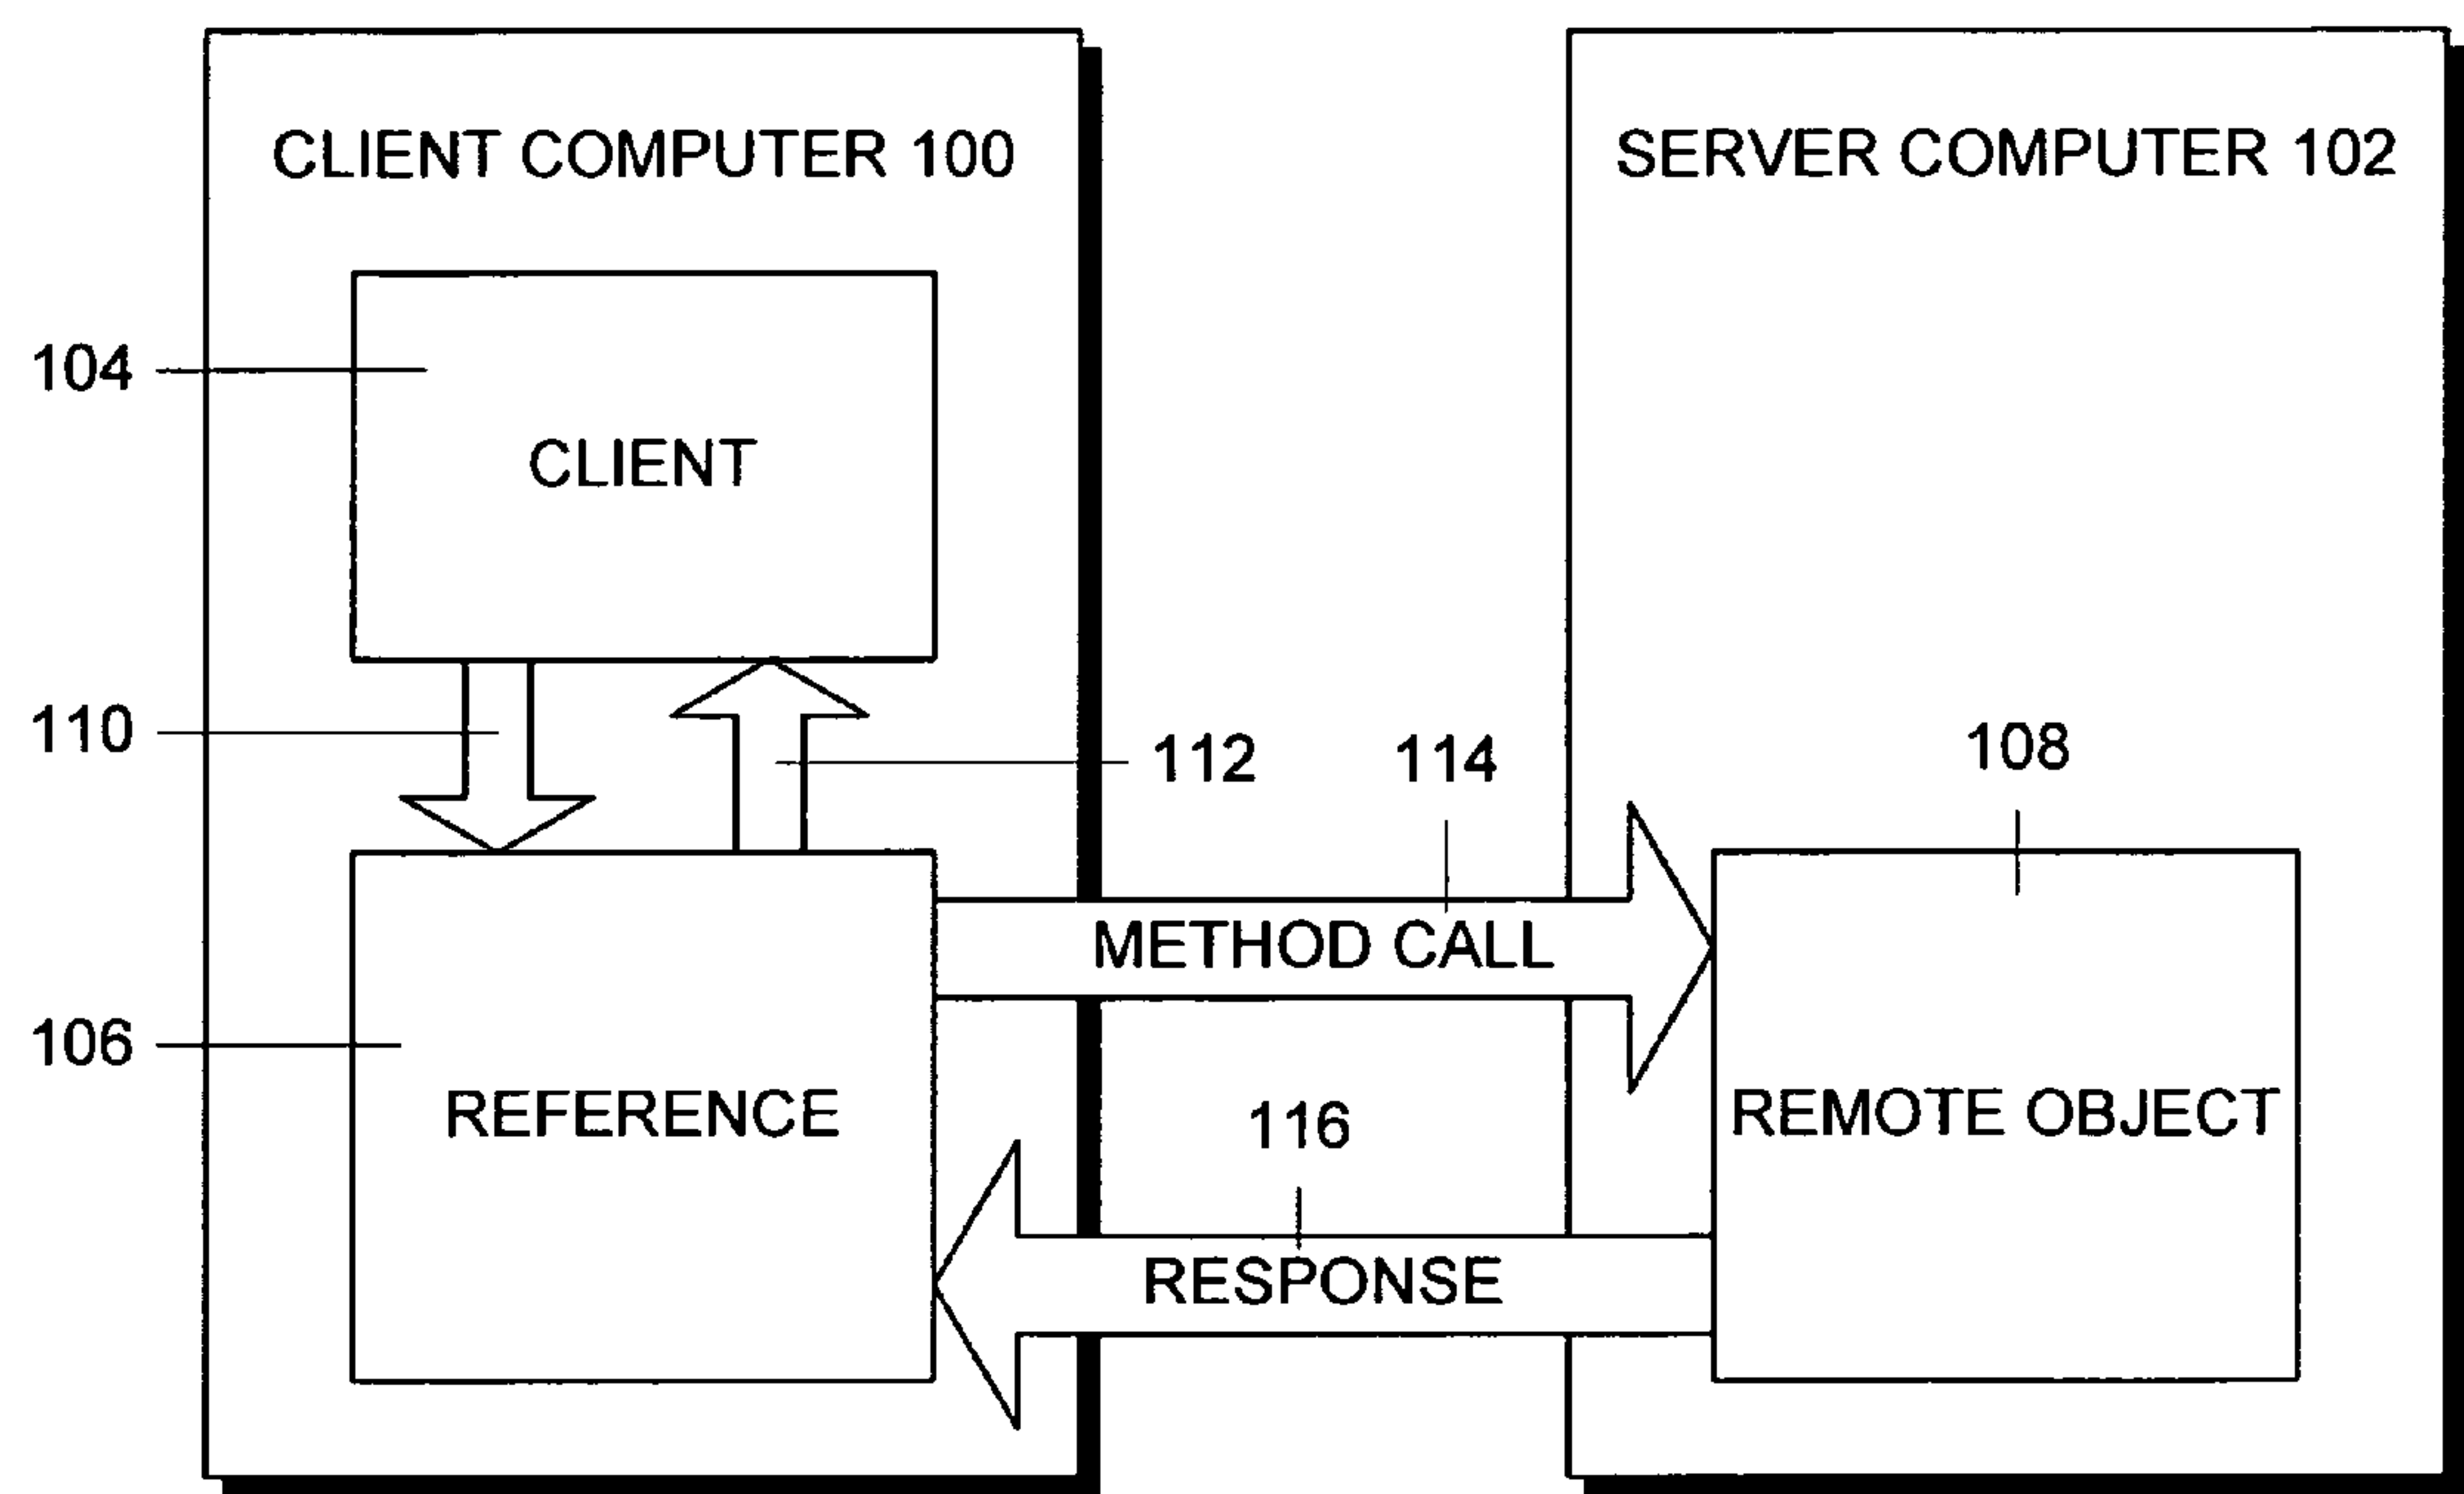 CLIENT COMPUTER 100
SERVER COMPUTER 102
104
CLIENT
110
112
114
108
METHOD CALL
106
REFERENCE
116
REMOTE OBJECT
RESPONSE